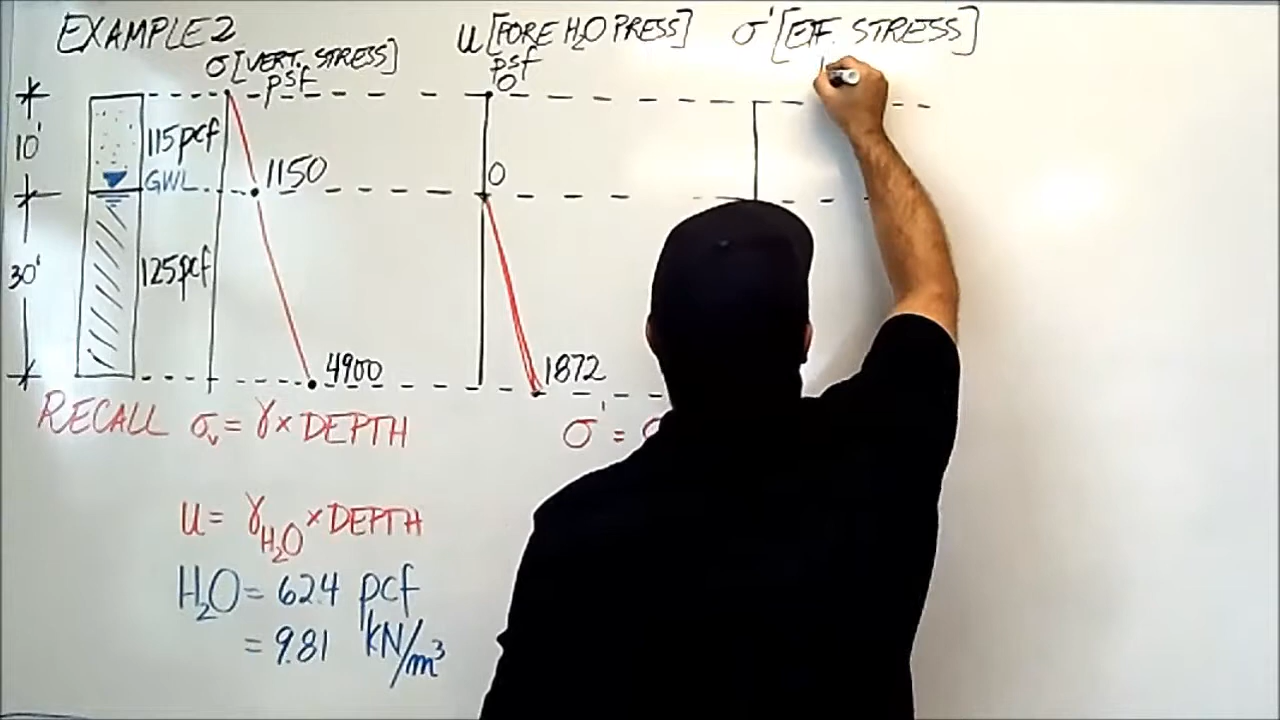 EXAMPLE 2
σ [VERT. STRESS]
psf
u [PORE H2O PRESS]
psf
0
σ' [EFF. STRESS]
10'
115pcf
GWL
1150
0
30'
125pcf
4900
1872
RECALL σv = γ × DEPTH
σ' =
u = γH2O × DEPTH
H2O = 62.4 pcf
= 9.81 kN/m³